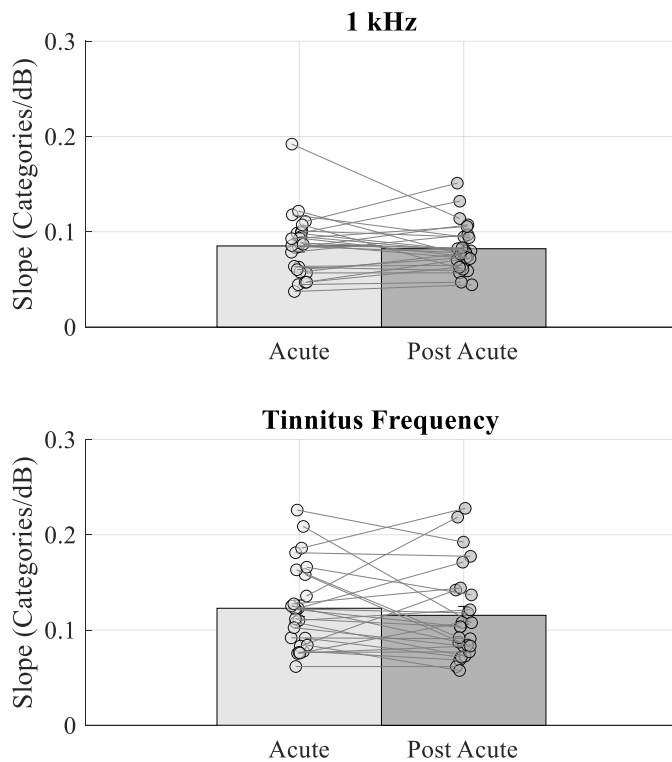 1 kHz
0.3
0.2
0.1
0
Slope (Categories/dB)
Acute
Post Acute
Tinnitus Frequency
0.3
0.2
0.1
0
Slope (Categories/dB)
Acute
Post Acute